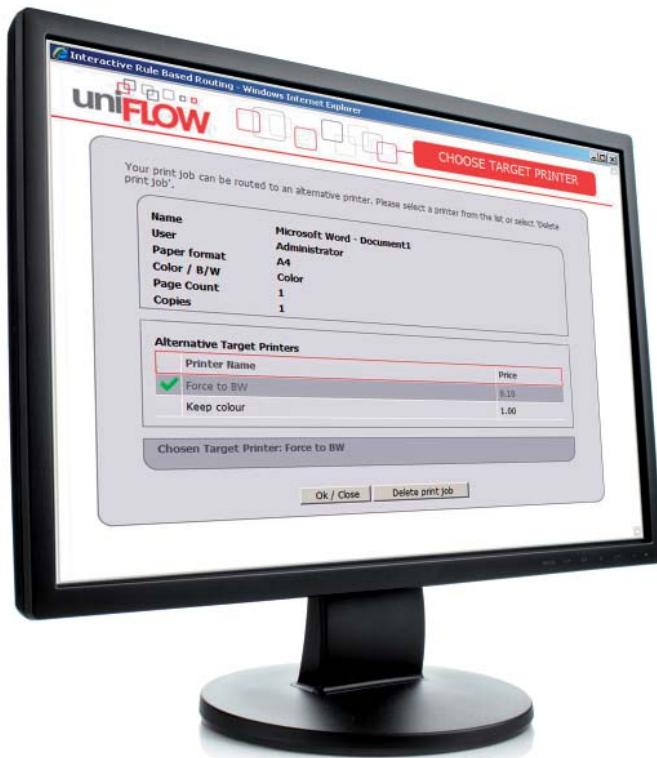 Interactive Rule Based Routing - Windows Internet Explorer
uniFLOW
CHOOSE TARGET PRINTER
Your print job can be routed to an alternative printer. Please select a printer from the list or select 'Delete
print job'.
Name Microsoft Word - Document1
User Administrator
Paper format A4
Color / B/W Color
Page Count 1
Copies 1
Alternative Target Printers
Printer Name Price
Force to BW 0.10
Keep colour 1.00
Chosen Target Printer: Force to BW
Ok / Close Delete print job